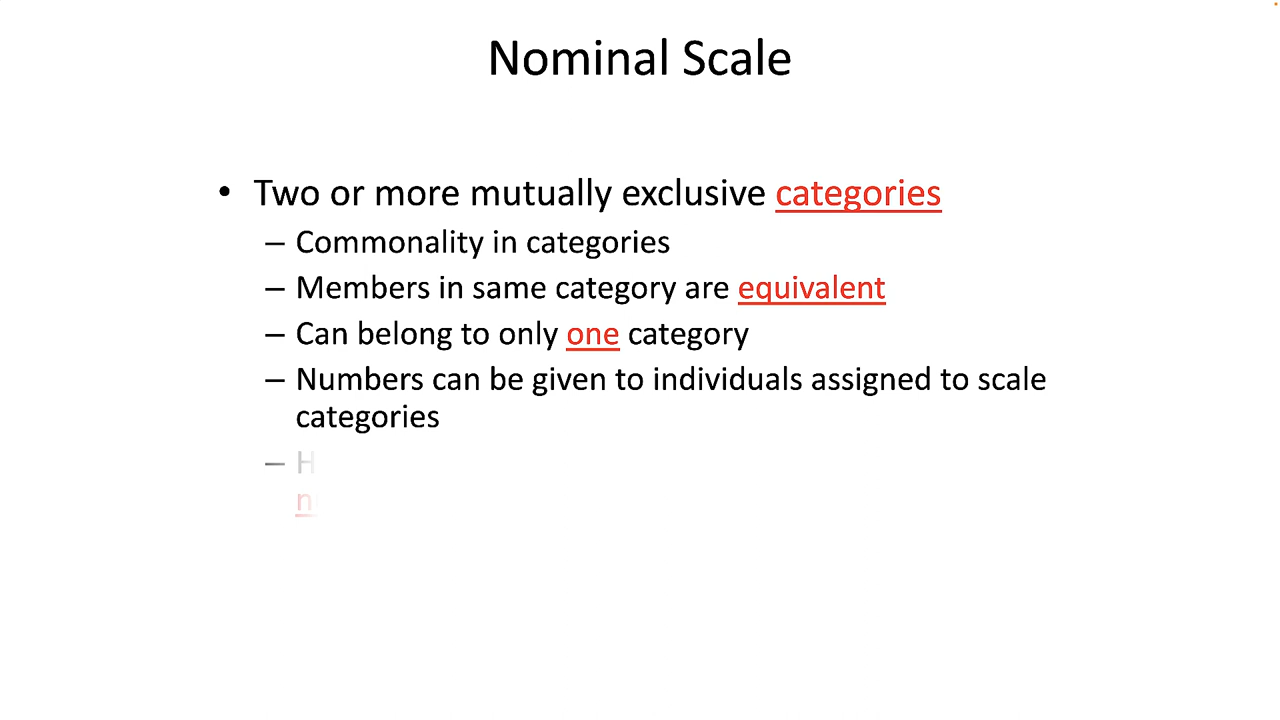 Nominal Scale
• Two or more mutually exclusive categories
– Commonality in categories
– Members in same category are equivalent
– Can belong to only one category
– Numbers can be given to individuals assigned to scale
categories